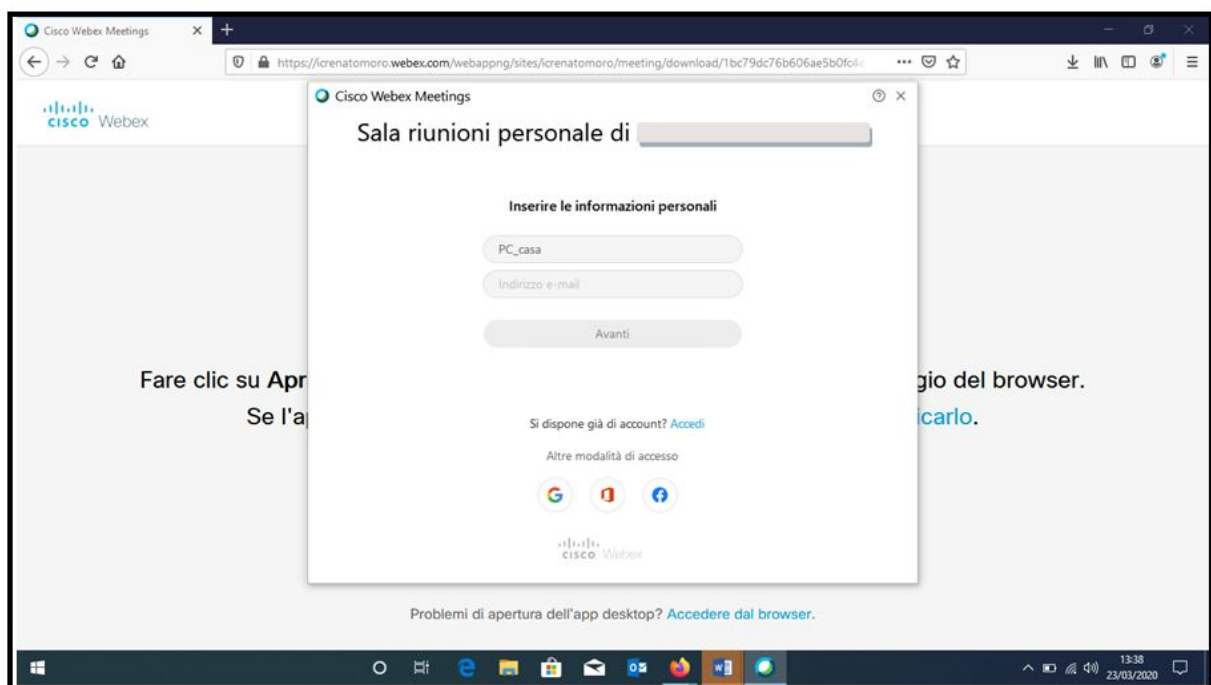 Cisco Webex Meetings
https://icrenatomoro.webex.com/webappng/sites/icrenatomoro/meeting/download/1bc79dc76b606ae5b0fc4
Cisco Webex Meetings
cisco Webex
Sala riunioni personale di
Inserire le informazioni personali
PC_casa
Indirizzo e-mail
Avanti
Fare clic su Apr
gio del browser.
Se l'a
icarlo.
Si dispone già di account? Accedi
Altre modalità di accesso
cisco Webex
Problemi di apertura dell'app desktop? Accedere dal browser.
13:38
23/03/2020